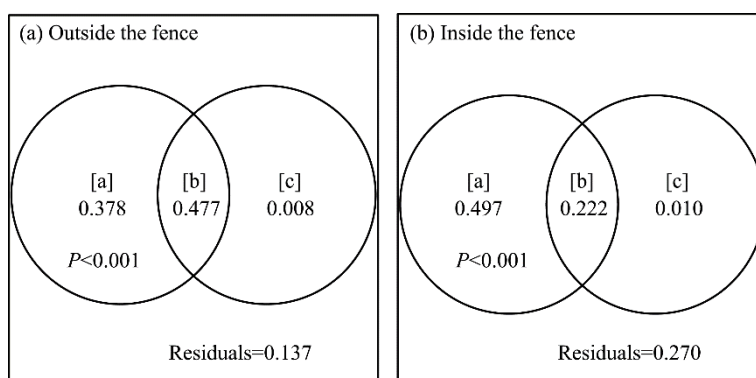 (a) Outside the fence
[a] [b] [c]
0.378 0.477 0.008
P<0.001
Residuals=0.137
(b) Inside the fence
[a] [b] [c]
0.497 0.222 0.010
P<0.001
Residuals=0.270